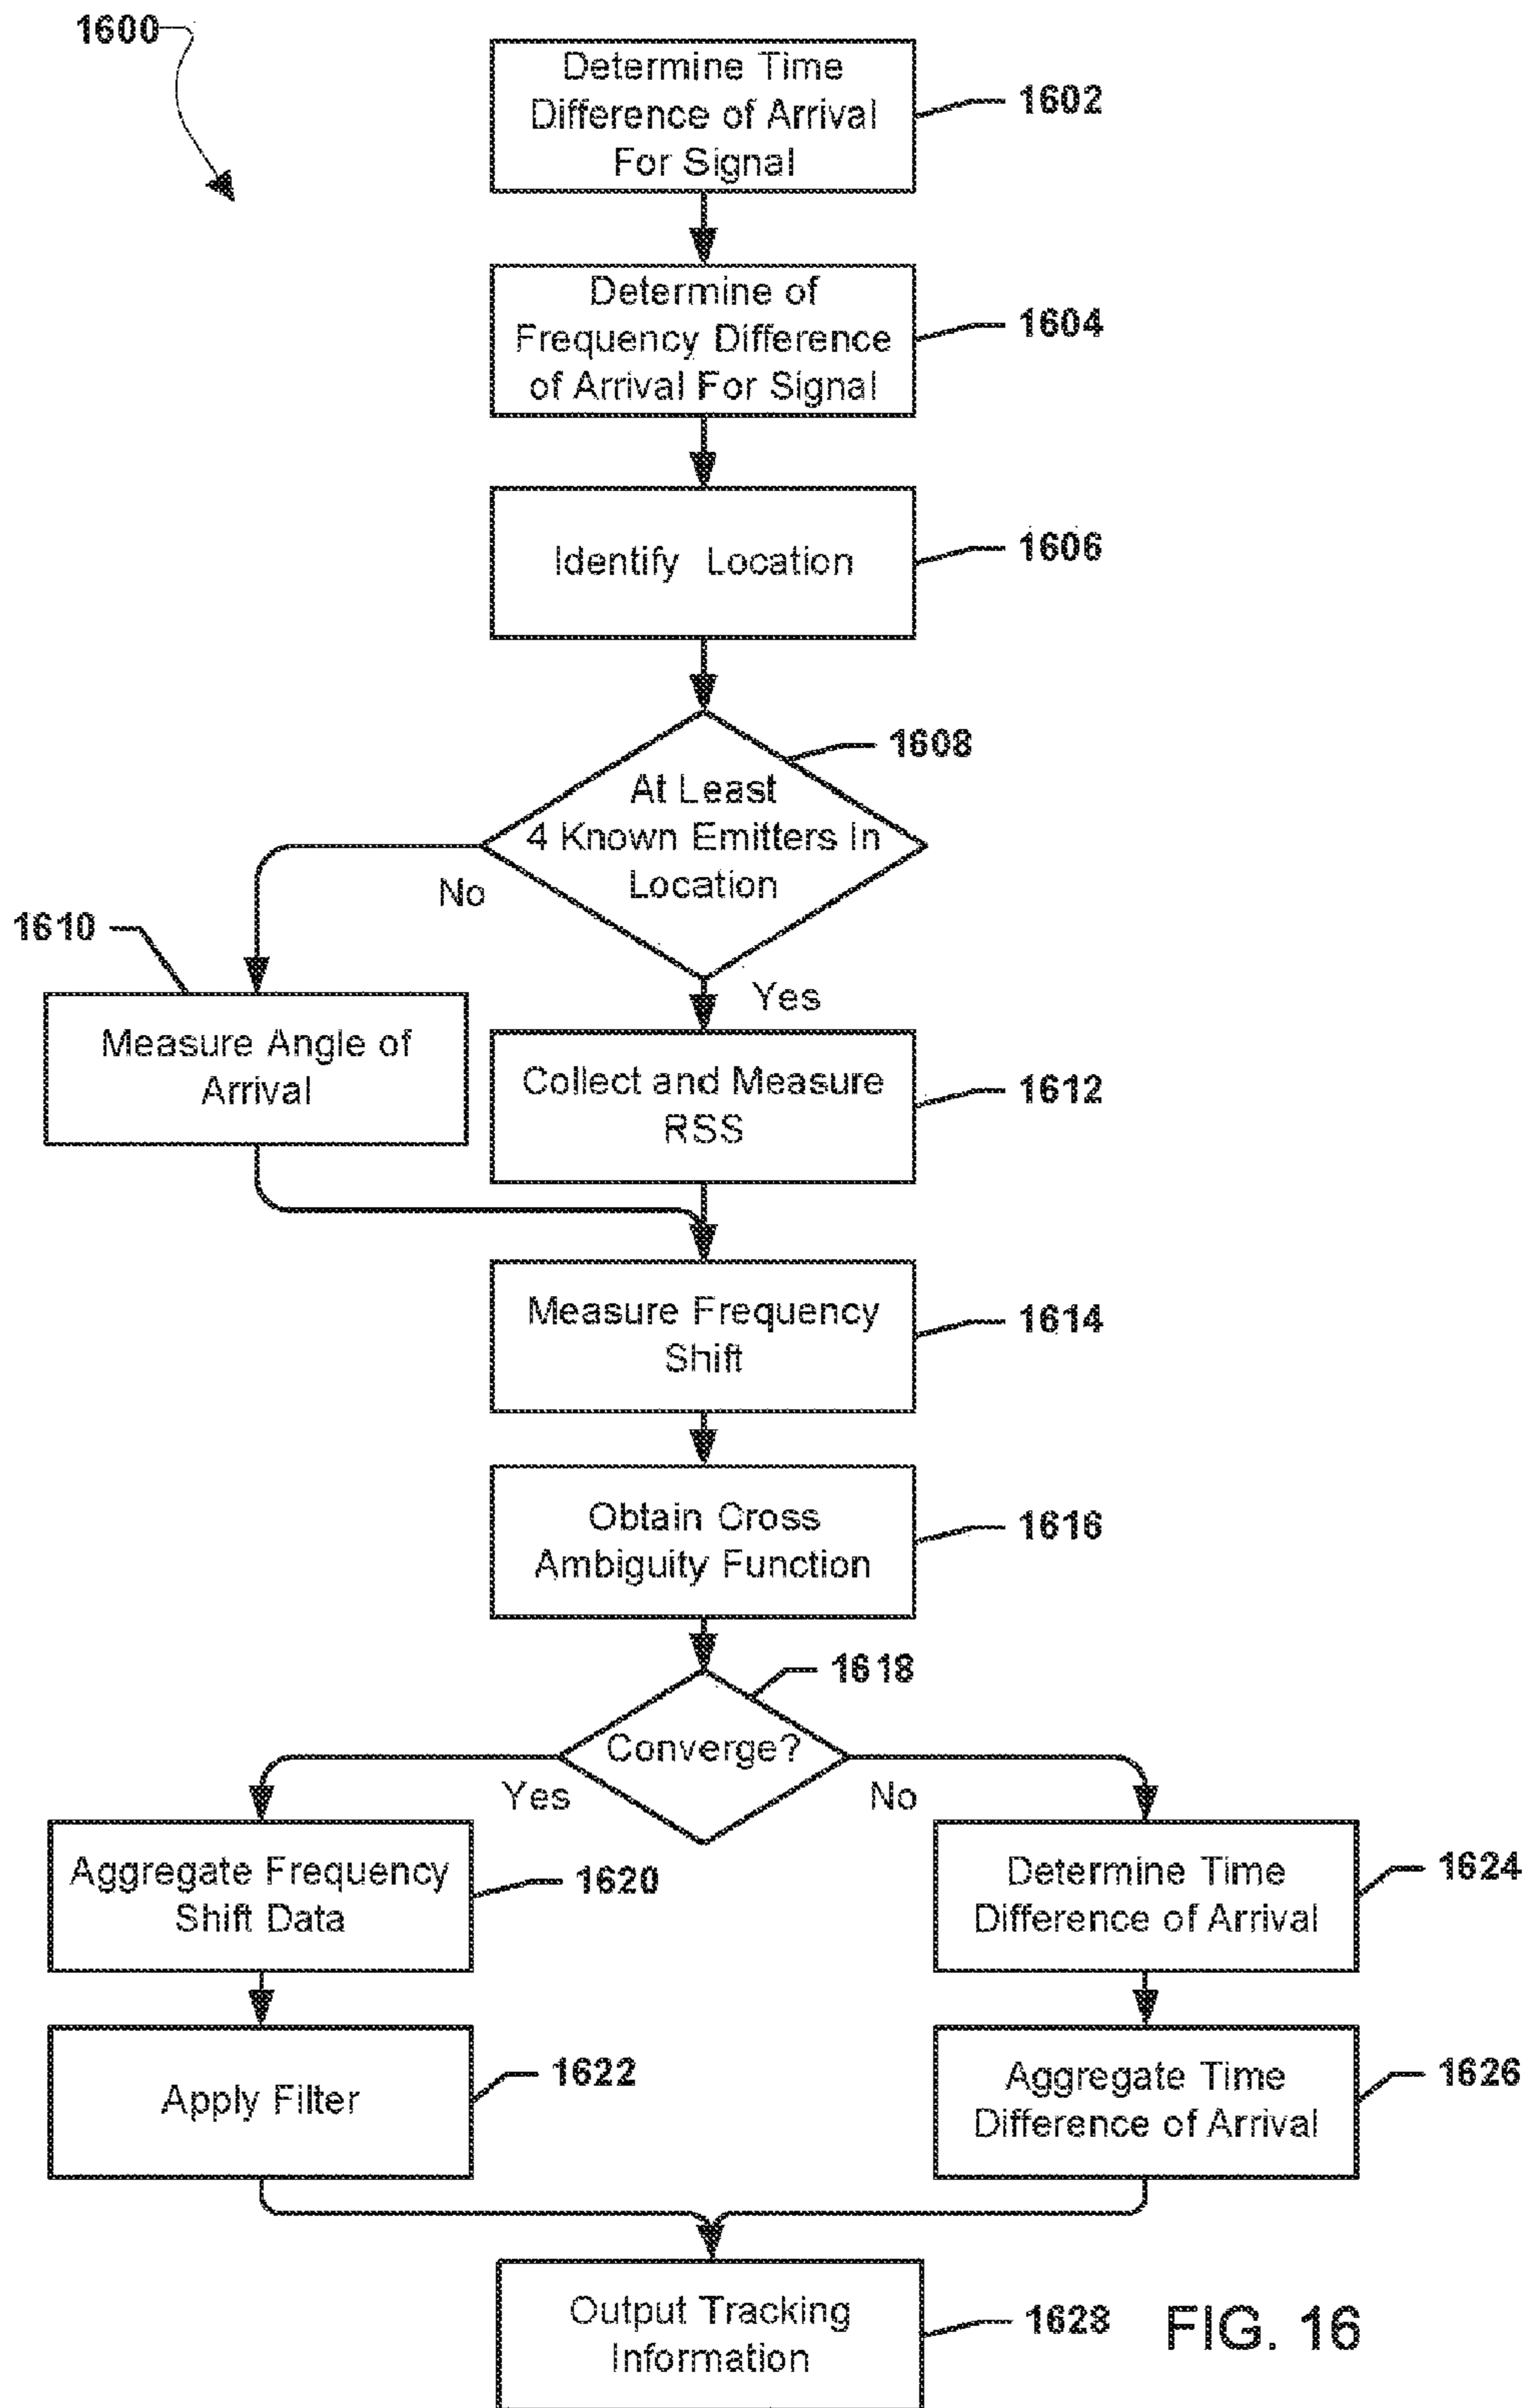 1600
Determine Time
Difference of Arrival
For Signal
1602
Determine of
Frequency Difference
of Arrival For Signal
1604
Identify Location
1606
1608
At Least
4 Known Emitters In
Location
No
Yes
1610
Measure Angle of
Arrival
Collect and Measure
RSS
1612
Measure Frequency
Shift
1614
Obtain Cross
Ambiguity Function
1616
1618
Converge?
Yes
No
Aggregate Frequency
Shift Data
1620
Determine Time
Difference of Arrival
1624
Apply Filter
1622
Aggregate Time
Difference of Arrival
1626
Output Tracking
Information
1628
FIG. 16